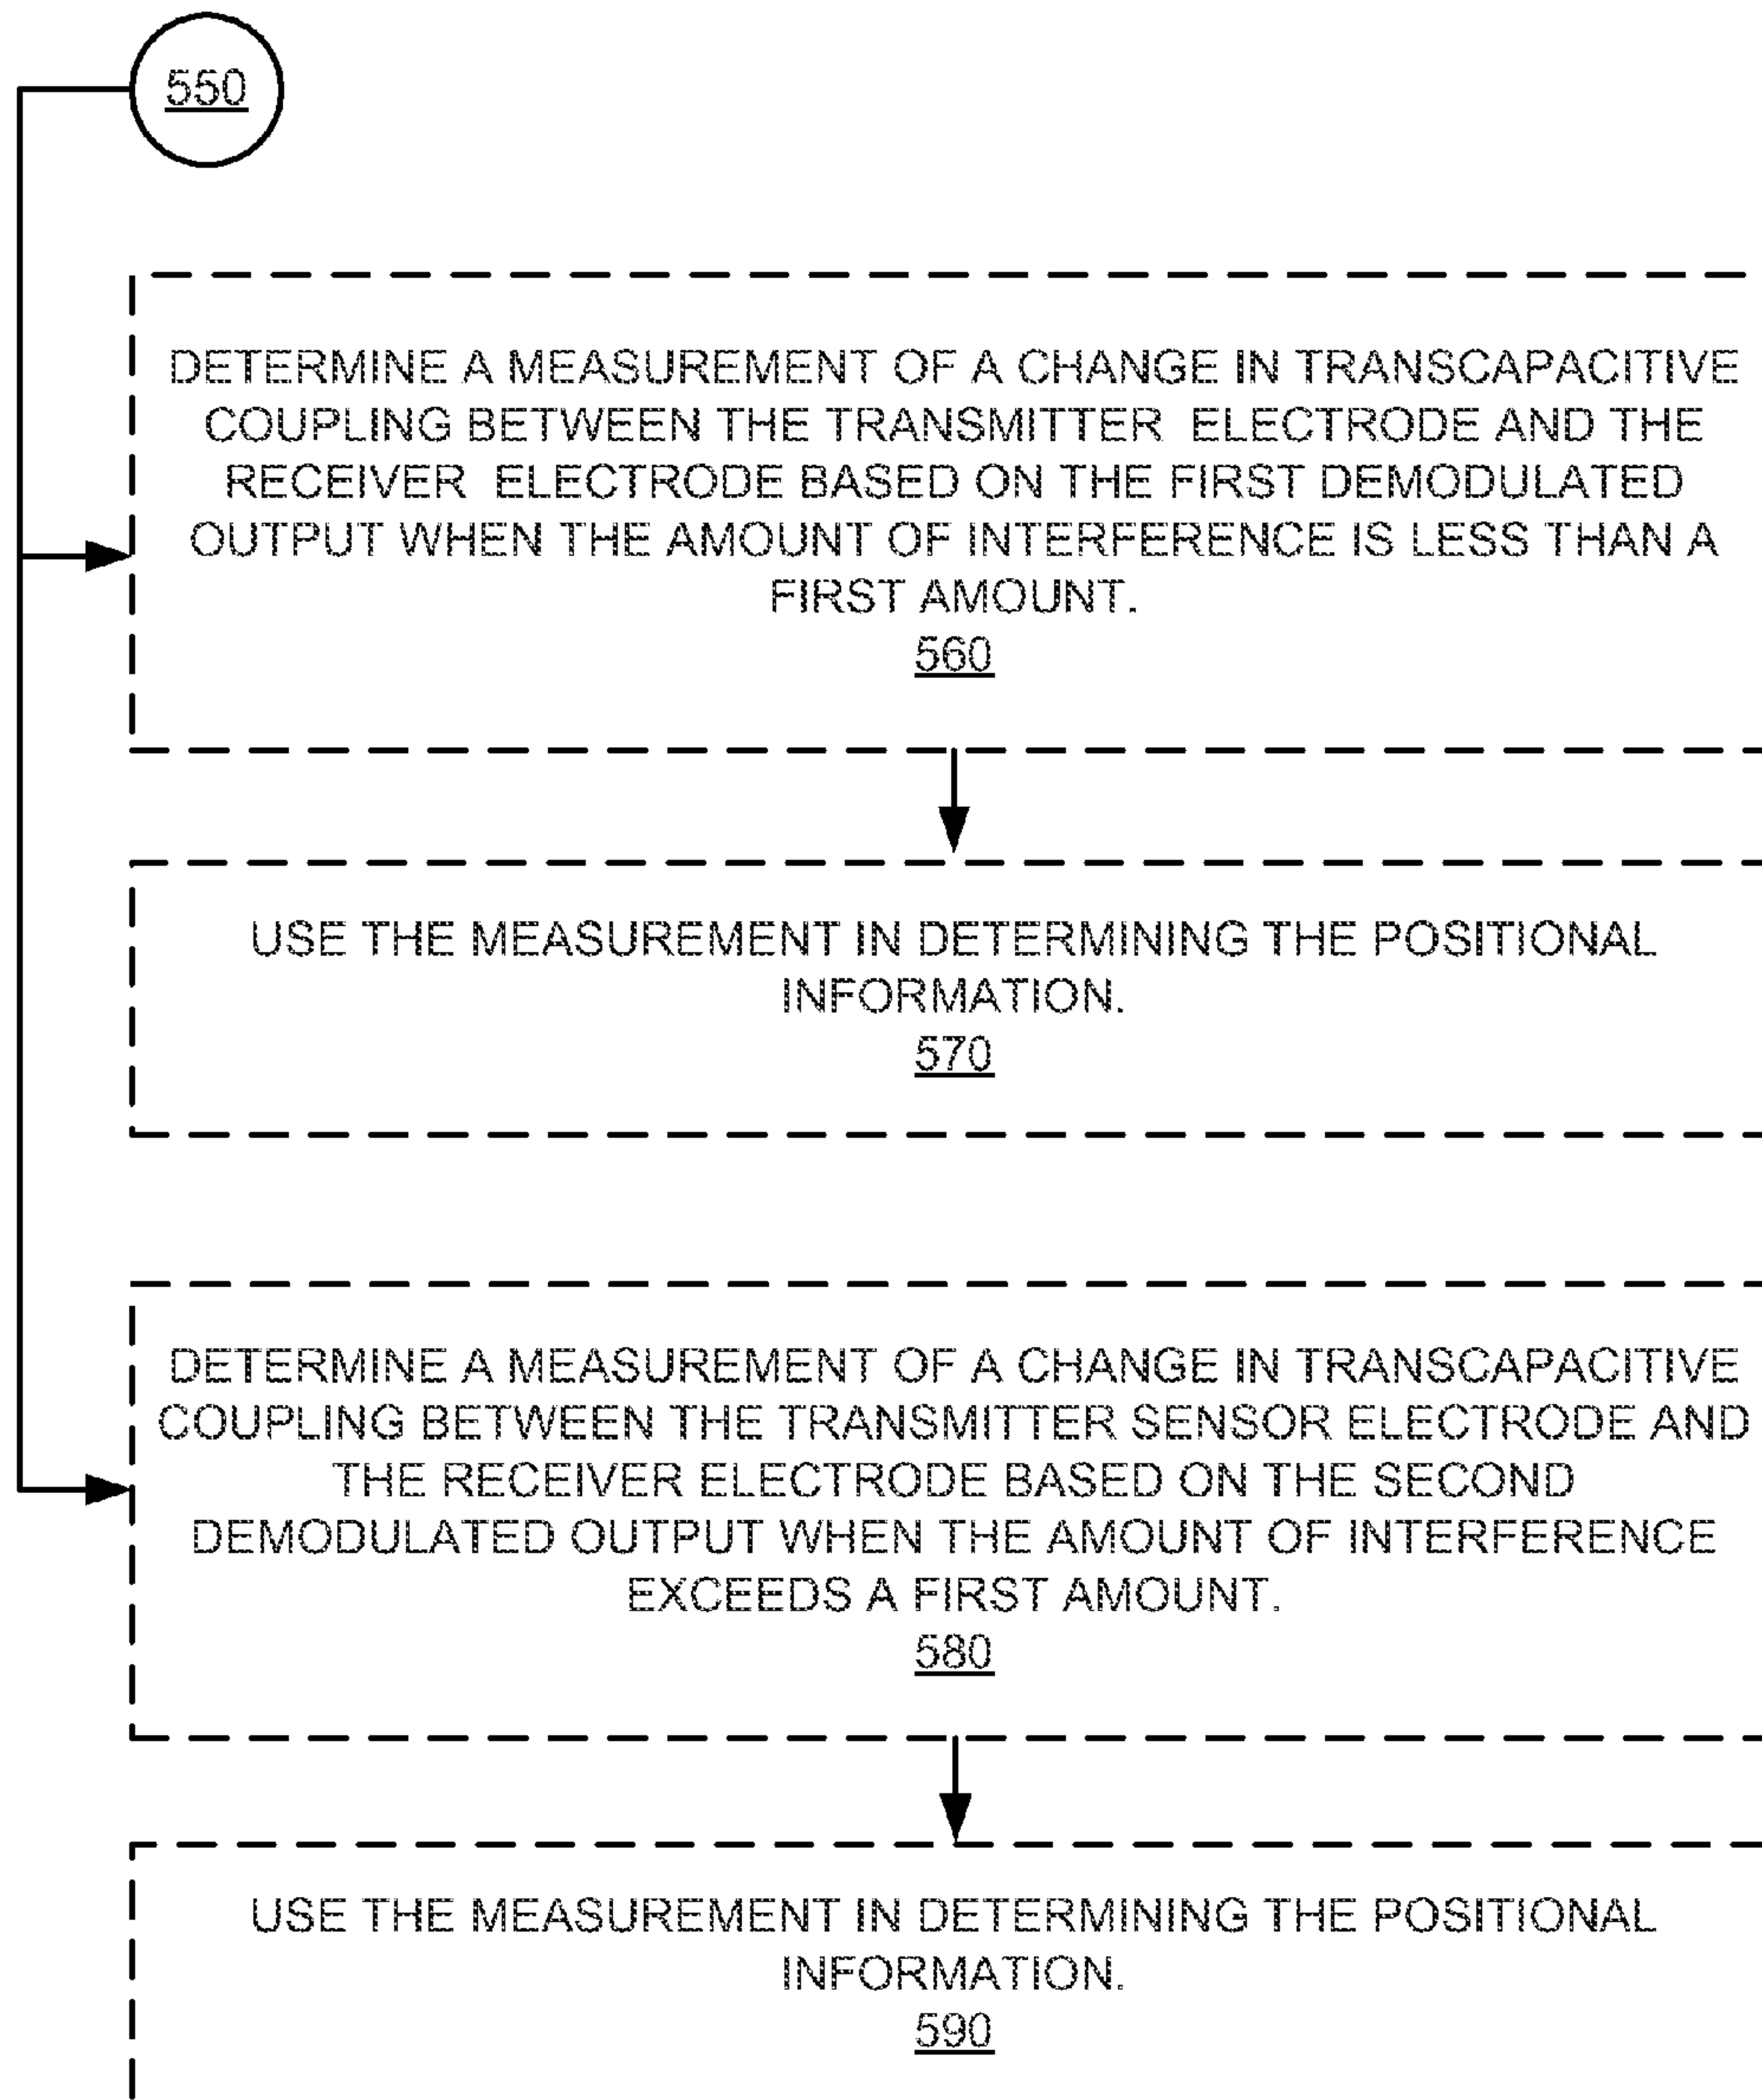 550
DETERMINE A MEASUREMENT OF A CHANGE IN TRANSCAPACITIVE
COUPLING BETWEEN THE TRANSMITTER ELECTRODE AND THE
RECEIVER ELECTRODE BASED ON THE FIRST DEMODULATED
OUTPUT WHEN THE AMOUNT OF INTERFERENCE IS LESS THAN A
FIRST AMOUNT.
560
USE THE MEASUREMENT IN DETERMINING THE POSITIONAL
INFORMATION.
570
DETERMINE A MEASUREMENT OF A CHANGE IN TRANSCAPACITIVE
COUPLING BETWEEN THE TRANSMITTER SENSOR ELECTRODE AND
THE RECEIVER ELECTRODE BASED ON THE SECOND
DEMODULATED OUTPUT WHEN THE AMOUNT OF INTERFERENCE
EXCEEDS A FIRST AMOUNT.
580
USE THE MEASUREMENT IN DETERMINING THE POSITIONAL
INFORMATION.
590